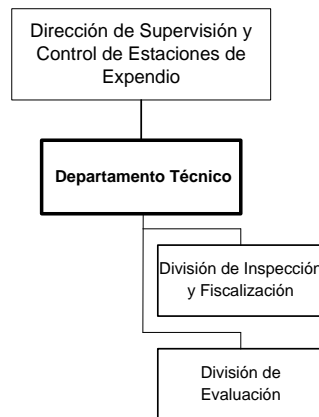 Dirección de Supervisión y
Control de Estaciones de
Expendio
Departamento Técnico
División de Inspección
y Fiscalización
División de
Evaluación